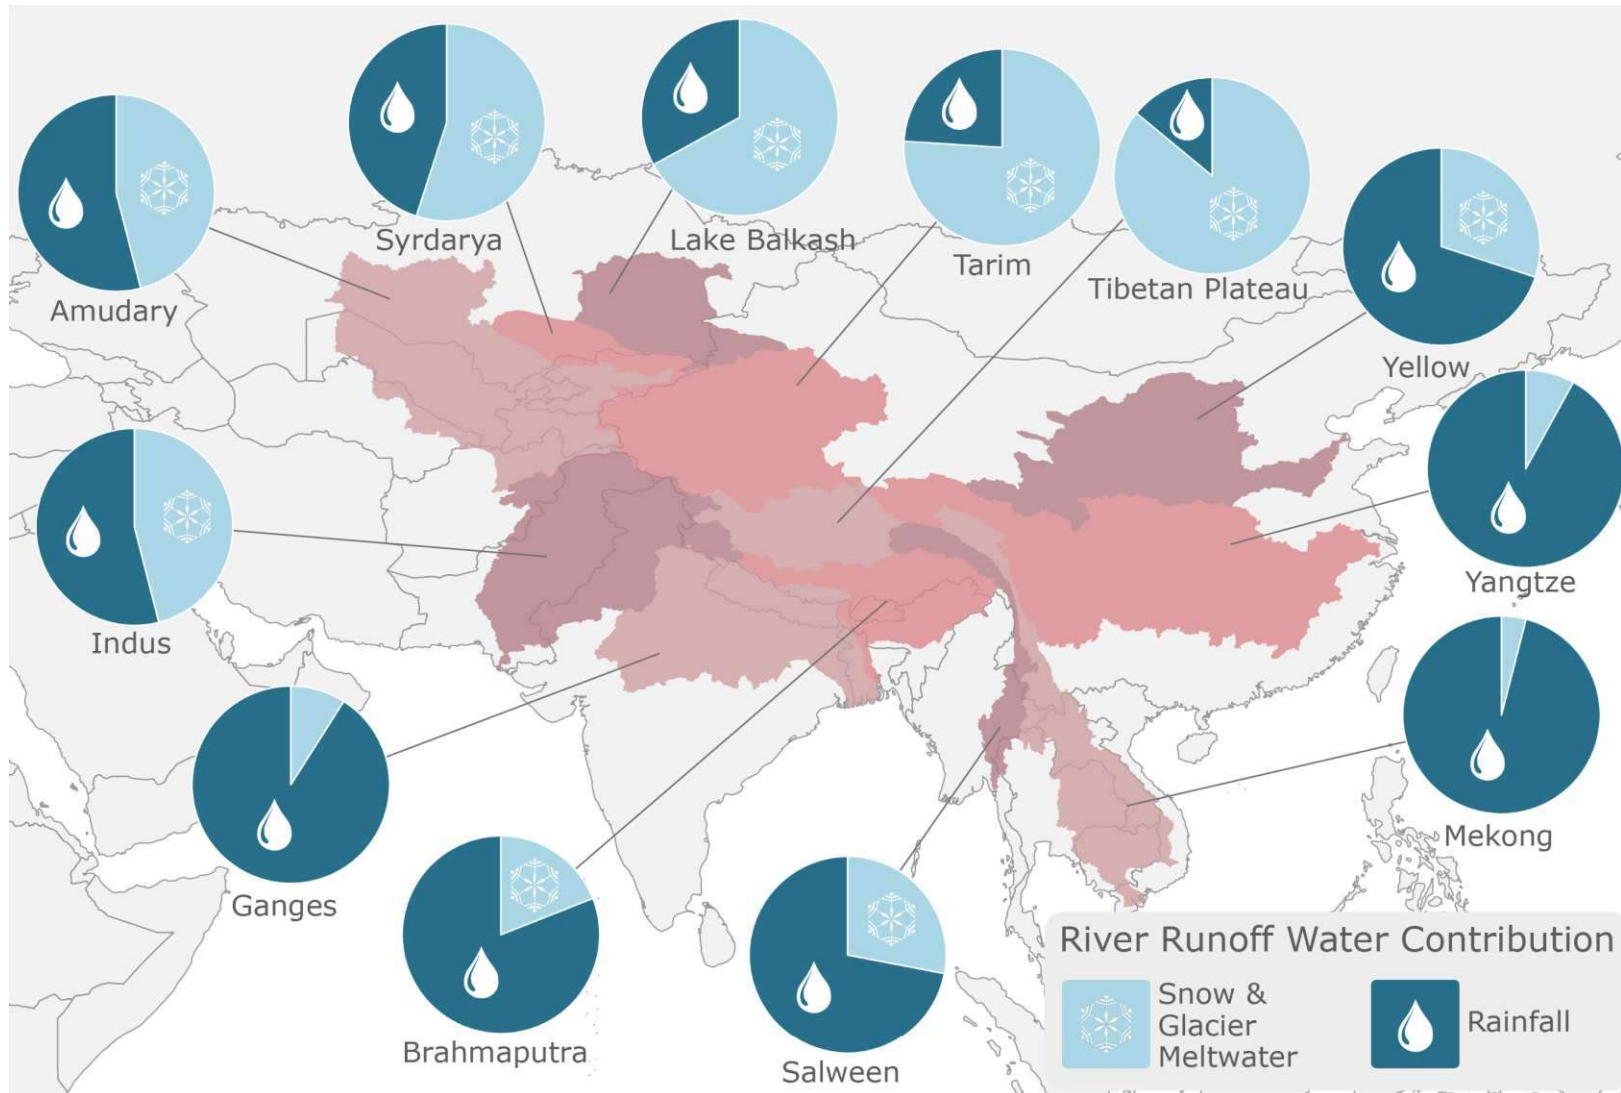 Syrdarya
Lake Balkash
Tarim
Tibetan Plateau
Amudary
Yellow
Yangtze
Indus
Mekong
Ganges
Brahmaputra
Salween
River Runoff Water Contribution
Snow &
Glacier
Meltwater
Rainfall